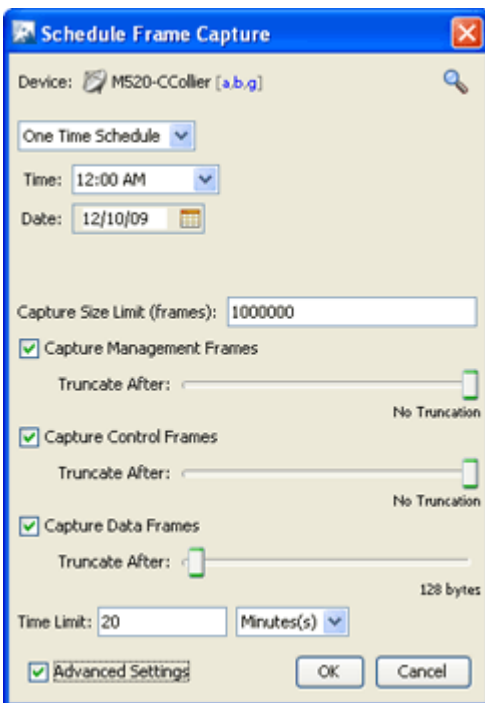 Schedule Frame Capture
Device: M520-CCollier [a,b,g]
One Time Schedule
Time: 12:00 AM
Date: 12/10/09
Capture Size Limit (frames): 1000000
Capture Management Frames
Truncate After:
No Truncation
Capture Control Frames
Truncate After:
No Truncation
Capture Data Frames
Truncate After:
128 bytes
Time Limit: 20 Minutes(s)
Advanced Settings OK Cancel